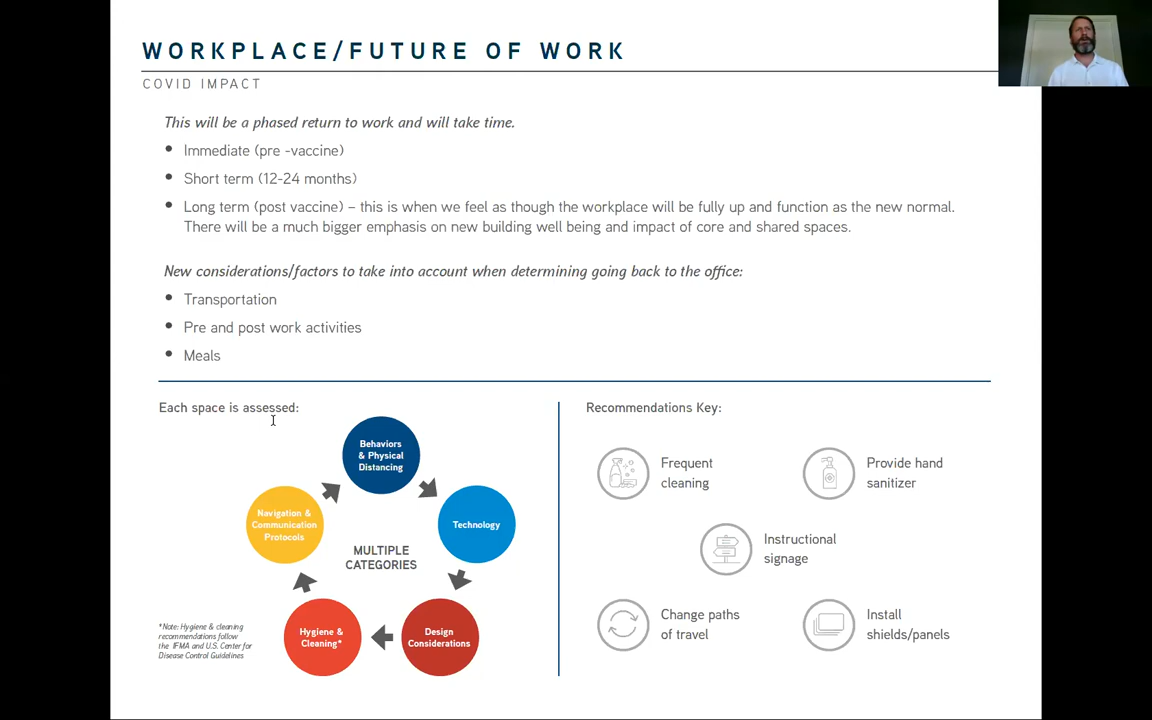 WORKPLACE/FUTURE OF WORK
COVID IMPACT
This will be a phased return to work and will take time.
• Immediate (pre -vaccine)
• Short term (12-24 months)
• Long term (post vaccine) – this is when we feel as though the workplace will be fully up and function as the new normal.
There will be a much bigger emphasis on new building well being and impact of core and shared spaces.
New considerations/factors to take into account when determining going back to the office:
• Transportation
• Pre and post work activities
• Meals
Each space is assessed:
Behaviors
& Physical
Distancing
Technology
Design
Considerations
Hygiene &
Cleaning*
Navigation &
Communication
Protocols
MULTIPLE
CATEGORIES
*Note: Hygiene & cleaning
recommendations follow
the IFMA and U.S. Center for
Disease Control Guidelines
Recommendations Key:
Frequent
cleaning
Provide hand
sanitizer
Instructional
signage
Change paths
of travel
Install
shields/panels